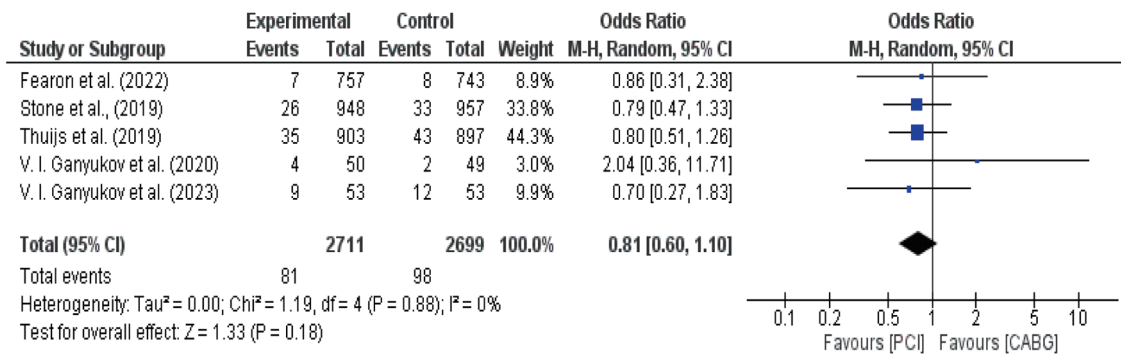 Experimental Control Odds Ratio Odds Ratio
Study or Subgroup Events Total Events Total Weight M-H, Random, 95% CI M-H, Random, 95% CI
Fearon et al. (2022) 7 757 8 743 8.9% 0.86 [0.31, 2.38]
Stone et al., (2019) 26 948 33 957 33.8% 0.79 [0.47, 1.33]
Thuijs et al. (2019) 35 903 43 897 44.3% 0.80 [0.51, 1.26]
V. I. Ganyukov et al. (2020) 4 50 2 49 3.0% 2.04 [0.36, 11.71]
V. I. Ganyukov et al. (2023) 9 53 12 53 9.9% 0.70 [0.27, 1.83]
Total (95% CI) 2711 2699 100.0% 0.81 [0.60, 1.10]
Total events 81 98
Heterogeneity: Tau² = 0.00; Chi² = 1.19, df = 4 (P = 0.88); I² = 0%
Test for overall effect: Z = 1.33 (P = 0.18)
0.1 0.2 0.5 1 2 5 10
Favours [PCI] Favours [CABG]